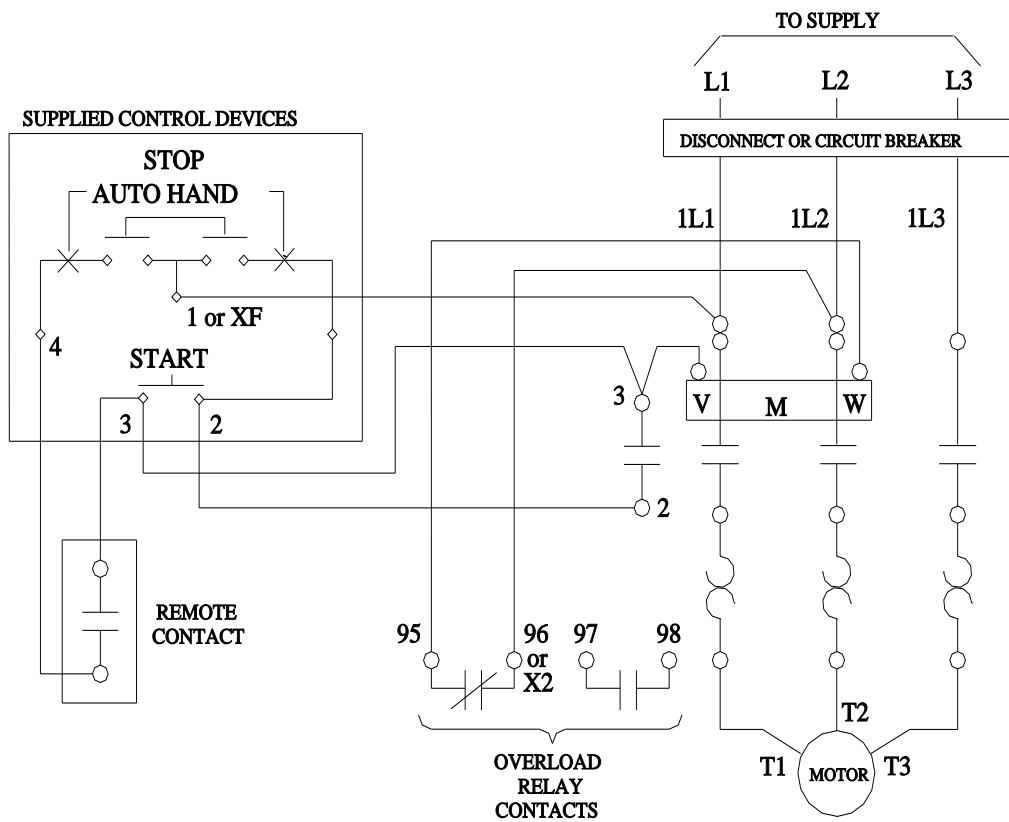 TO SUPPLY
L1 L2 L3
SUPPLIED CONTROL DEVICES
DISCONNECT OR CIRCUIT BREAKER
STOP
AUTO HAND
1L1 1L2 1L3
1 or XF
4
START
3 2
3
V M W
2
REMOTE
CONTACT
95 96 97 98
or
X2
T2
T1 MOTOR T3
OVERLOAD
RELAY
CONTACTS